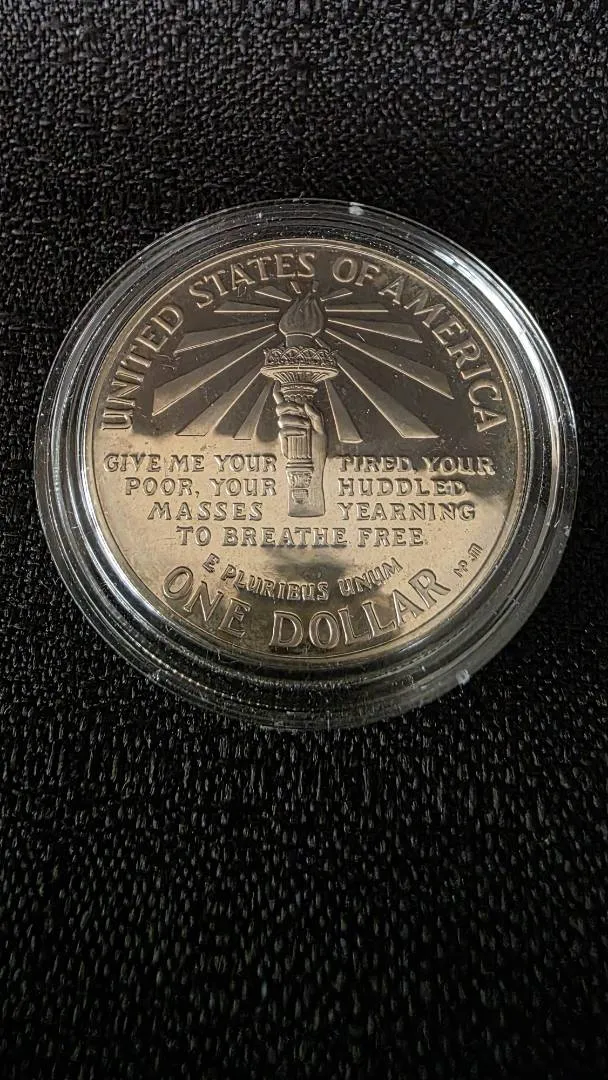 UNITED STATES OF AMERICA
GIVE ME YOUR TIRED, YOUR
POOR, YOUR HUDDLED
MASSES YEARNING
TO BREATHE FREE
E PLURIBUS UNUM
ONE DOLLAR